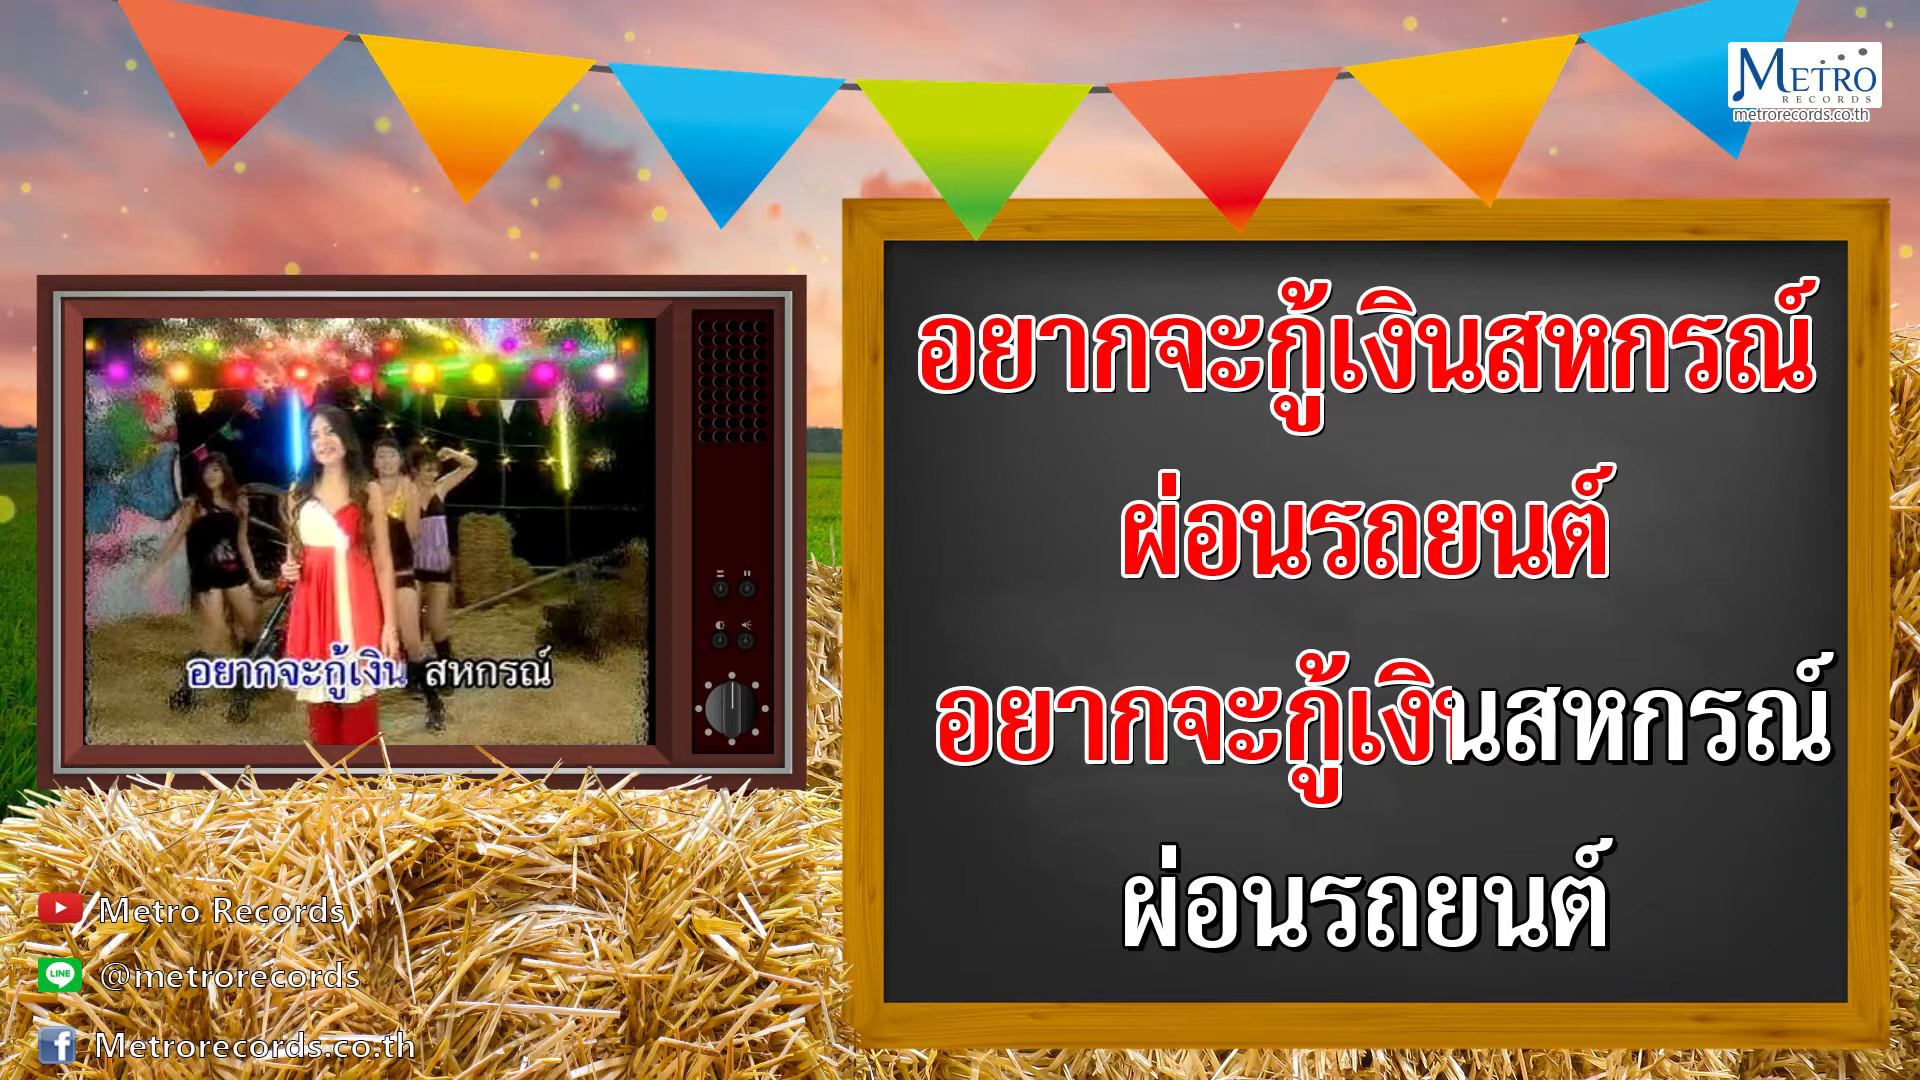 METRO
RECORDS
metrorecords.co.th
อยากจะกู้เงินสหกรณ์
ผ่อนรถยนต์
อยากจะกู้เงินสหกรณ์
ผ่อนรถยนต์
อยากจะกู้เงิน สหกรณ์
Metro Records
LINE @metrorecords
Metrorecords.co.th